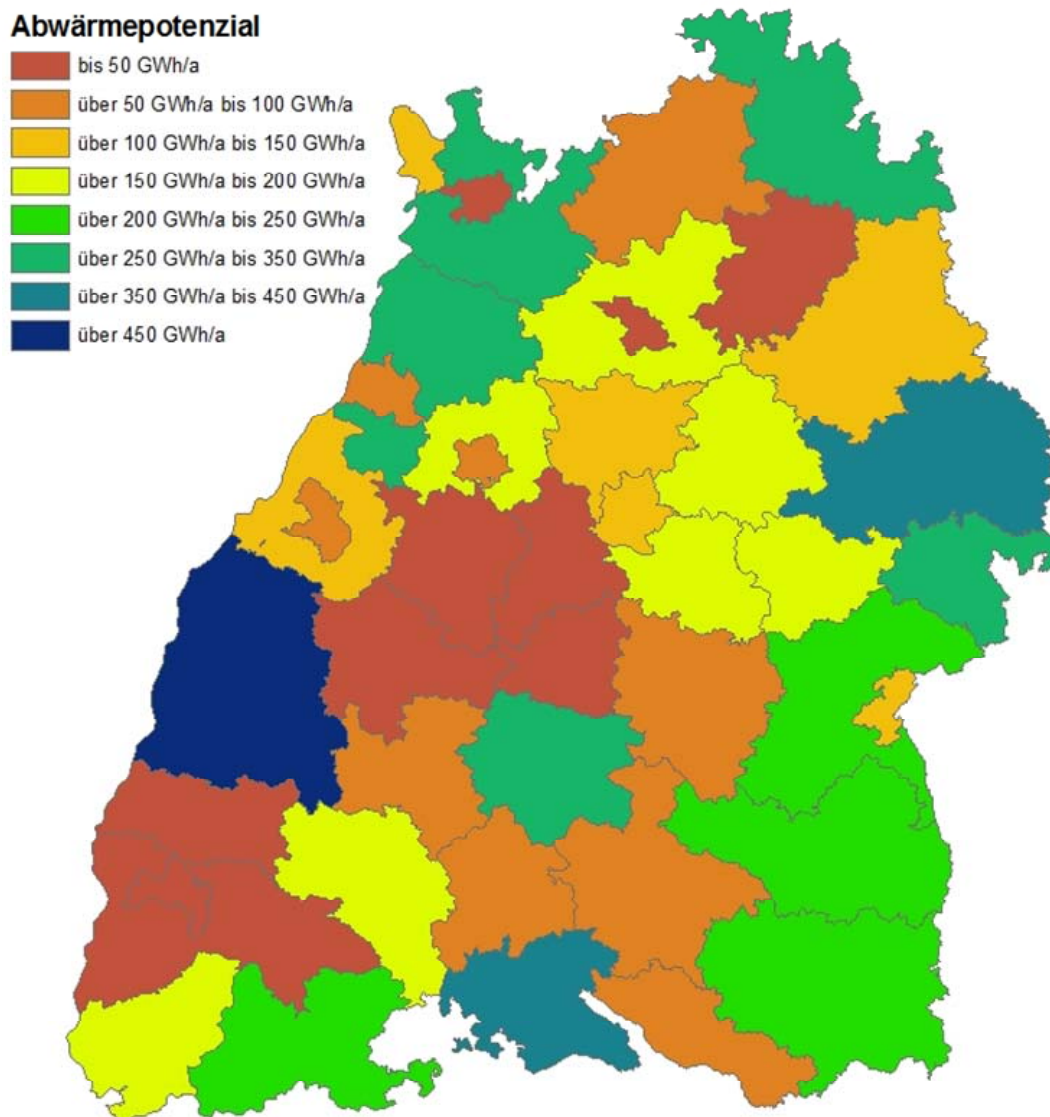 Abwärmepotenzial
bis 50 GWh/a
über 50 GWh/a bis 100 GWh/a
über 100 GWh/a bis 150 GWh/a
über 150 GWh/a bis 200 GWh/a
über 200 GWh/a bis 250 GWh/a
über 250 GWh/a bis 350 GWh/a
über 350 GWh/a bis 450 GWh/a
über 450 GWh/a